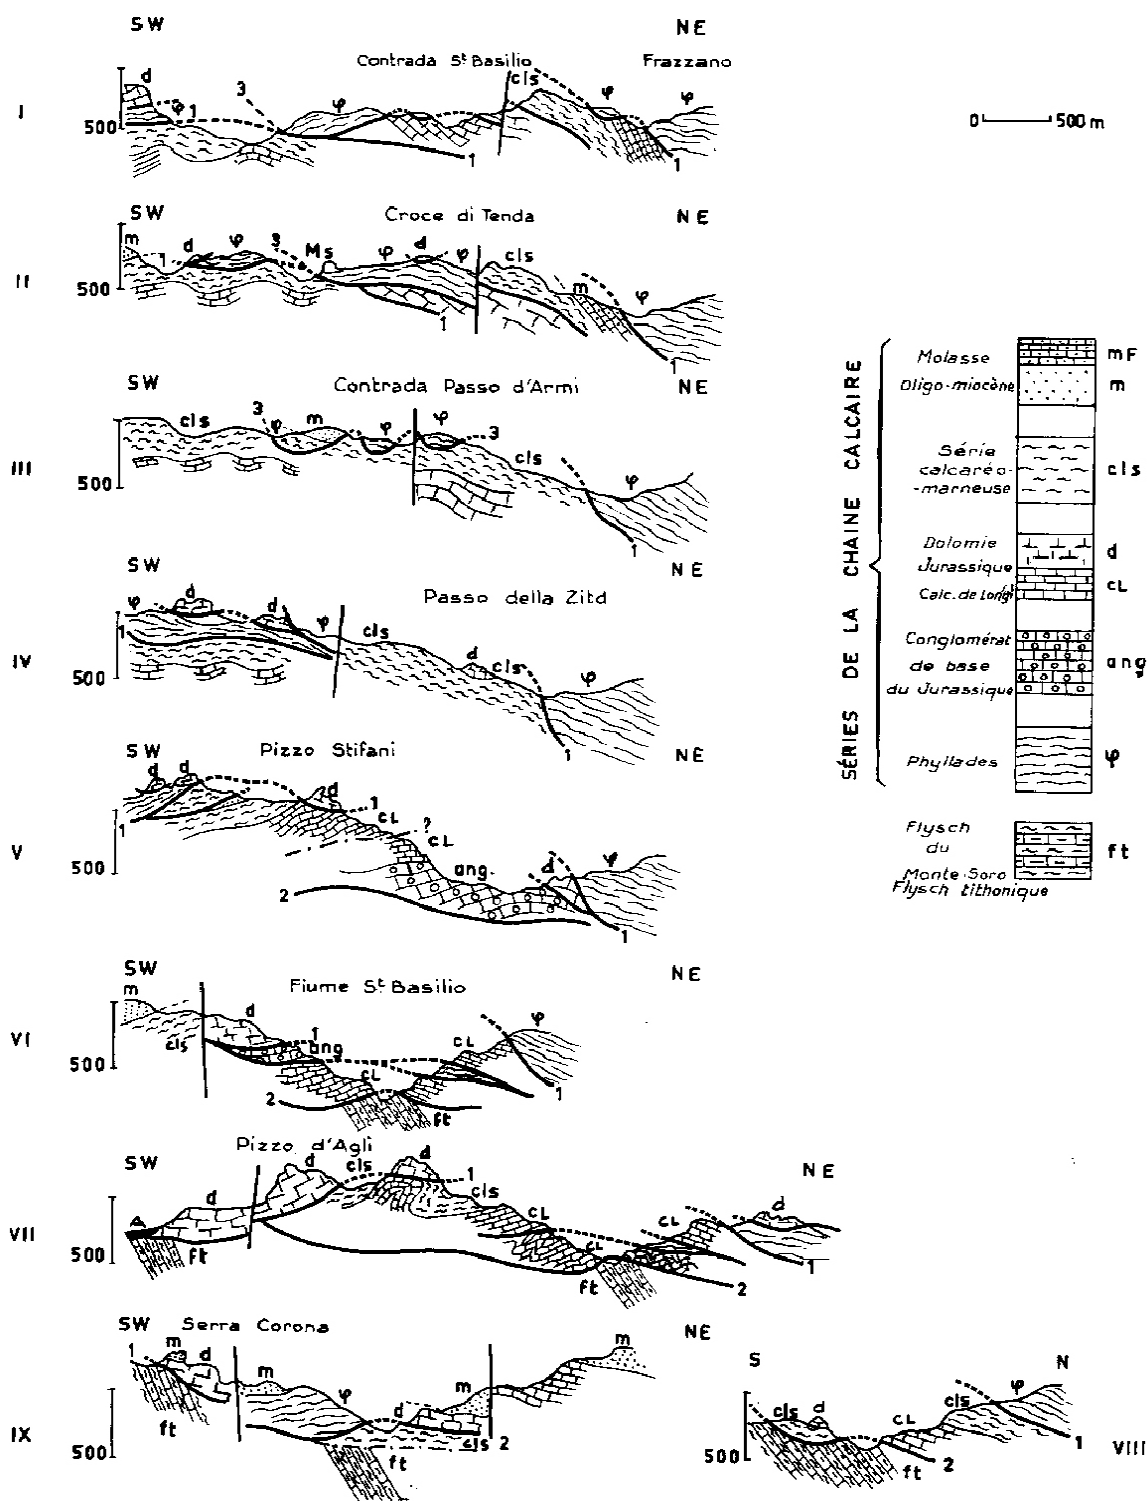 SW NE
Contrada St Basilio Frazzano
I
d φ 1 3 φ cls φ φ
500
1 1
0 500 m
SW Croce di Tenda NE
II
m 1 d φ 3 Ms φ d φ cls m φ
500
1 1
SW Contrada Passo d'Armi NE
III
cls 3 φ m φ φ 3 cls φ
500
1
SW Passo della Zita NE
IV
φ d d φ cls d cls φ
1
500
1
SW Pizzo Stifani NE
V
d d d 1 cL ? cL
1
500
ang. d φ
2
1
SW Fiume St Basilio NE
VI
m d 1 cL φ
cls ang
500
cL
2 ft 1
SW Pizzo d'Agli NE
VII
A d d cls d 1 cls cL cL d
ft cL
500
ft 2 1
SW Serra Corona NE
IX
1 m d m φ d m m
ft
500
cls 2
ft
S N
VIII
cls d cL cls φ
500
ft 2 1
SÉRIES DE LA CHAINE CALCAIRE
Molasse mF
Oligo-miocène m
Série
calcaréo-
-marneuse cls
Dolomie
Jurassique d
Calc. de Longi cL
Conglomérat
de base ang
du Jurassique
Phyllades φ
Flysch
du ft
Monte-Soro
Flysch tithonique